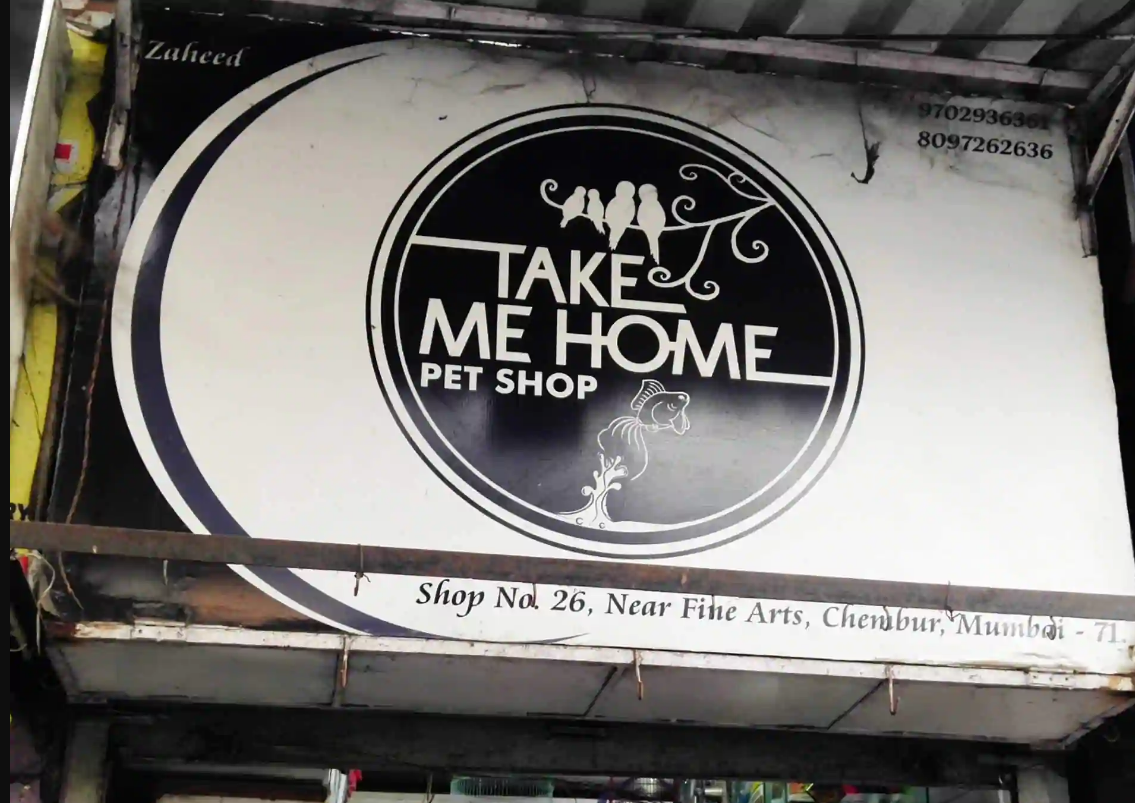 Zaheed
9702936361
8097262636
TAKE
ME HOME
PET SHOP
Shop No. 26, Near Fine Arts, Chembur, Mumbai - 71.